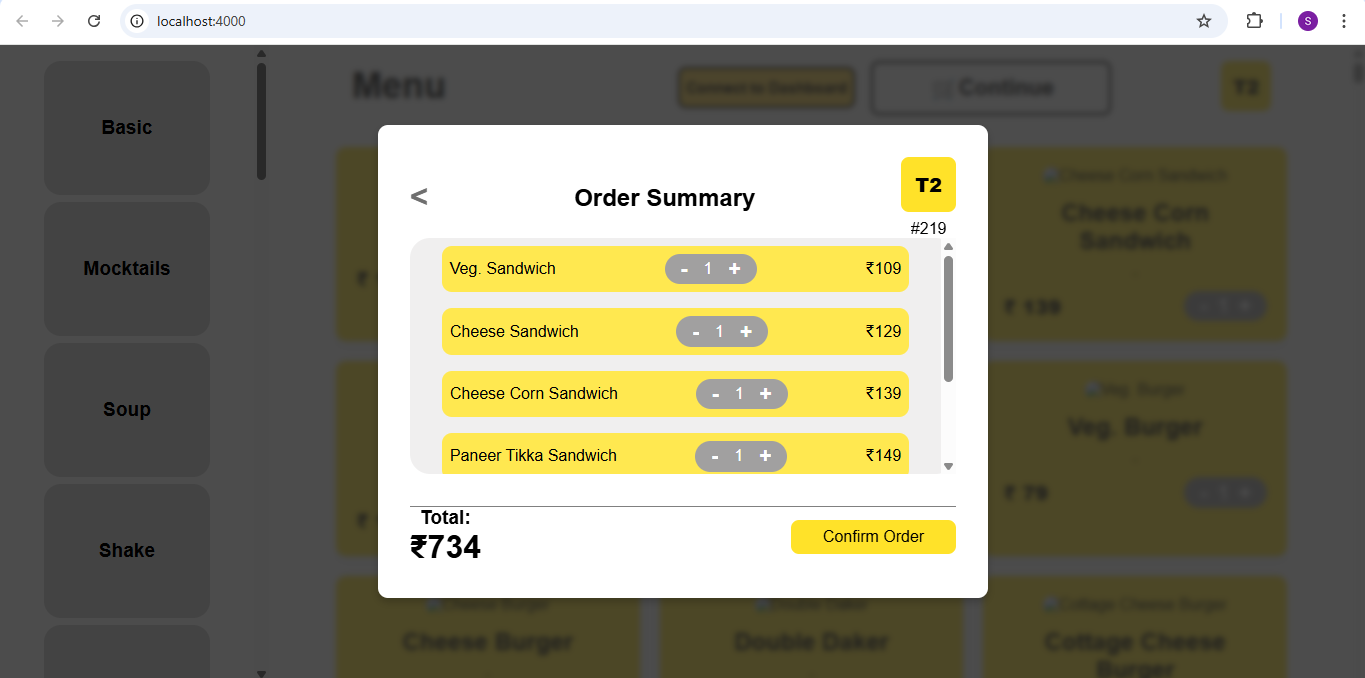 localhost:4000
S
Basic
Mocktails
Soup
Shake
Menu
Connect to Dashboard
Continue
T2
Cheese Corn Sandwich
Cheese Corn
Sandwich
₹ 139
- 1 +
Veg. Burger
Veg. Burger
₹ 79
- 1 +
Cheese Burger
Cheese Burger
Double Daker
Double Daker
Cottage Cheese Burger
Cottage Cheese
Burger
<
Order Summary
T2
#219
Veg. Sandwich - 1 + ₹109
Cheese Sandwich - 1 + ₹129
Cheese Corn Sandwich - 1 + ₹139
Paneer Tikka Sandwich - 1 + ₹149
Total:
₹734
Confirm Order